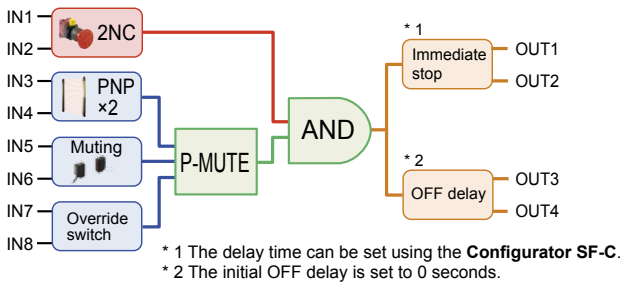 IN1
2NC
IN2
IN3
PNP
×2
IN4
IN5
Muting
IN6
IN7
Override
switch
IN8
P-MUTE
AND
* 1
Immediate
stop
OUT1
OUT2
* 2
OFF delay
OUT3
OUT4
* 1 The delay time can be set using the Configurator SF-C.
* 2 The initial OFF delay is set to 0 seconds.